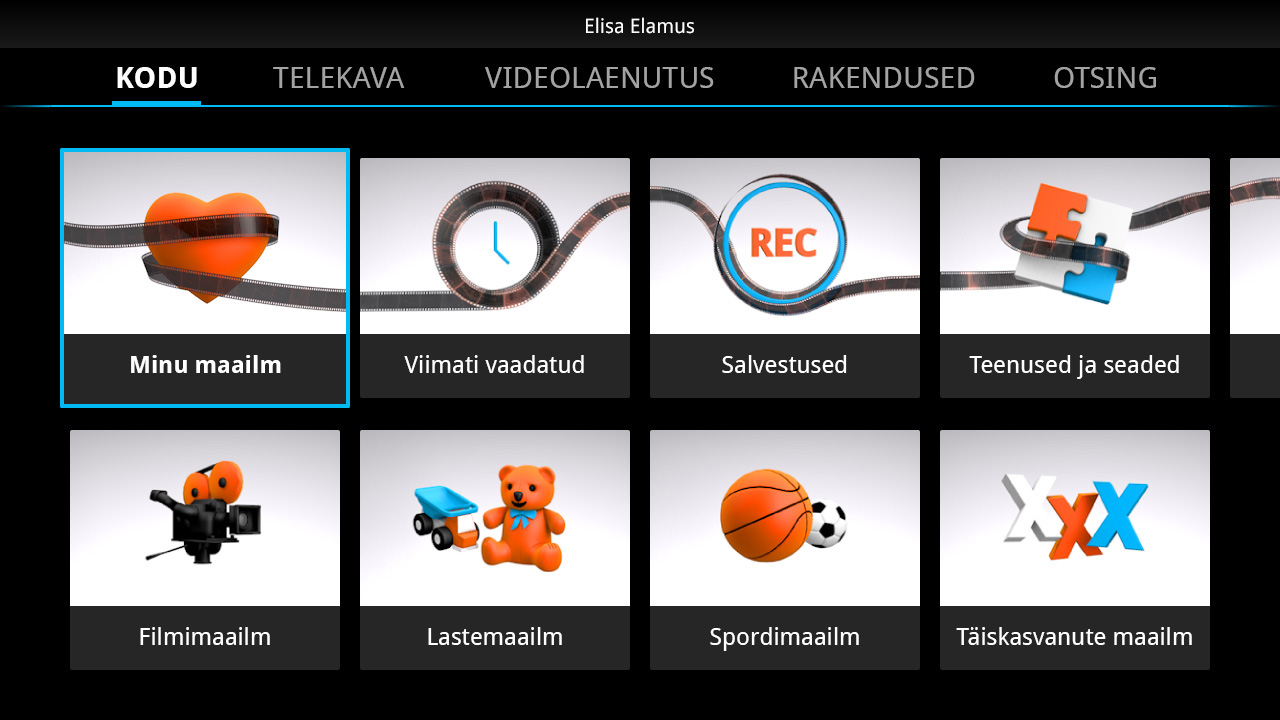 Elisa Elamus
KODU TELEKAVA VIDEOLAENUTUS RAKENDUSED OTSING
REC
Minu maailm Viimati vaadatud Salvestused Teenused ja seaded
XXX
Filmimaailm Lastemaailm Spordimaailm Täiskasvanute maailm